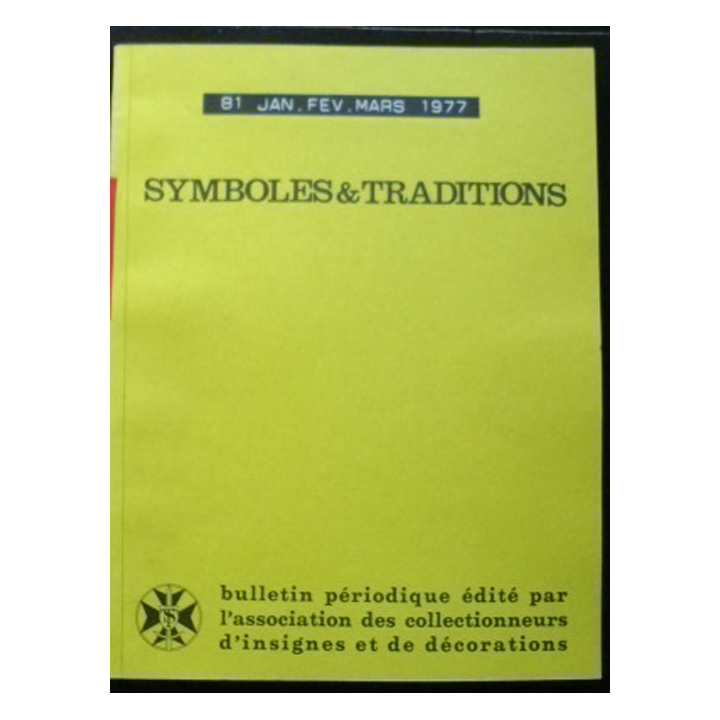 81 JAN. FEV. MARS 1977
SYMBOLES & TRADITIONS
bulletin périodique édité par
l'association des collectionneurs
d'insignes et de décorations